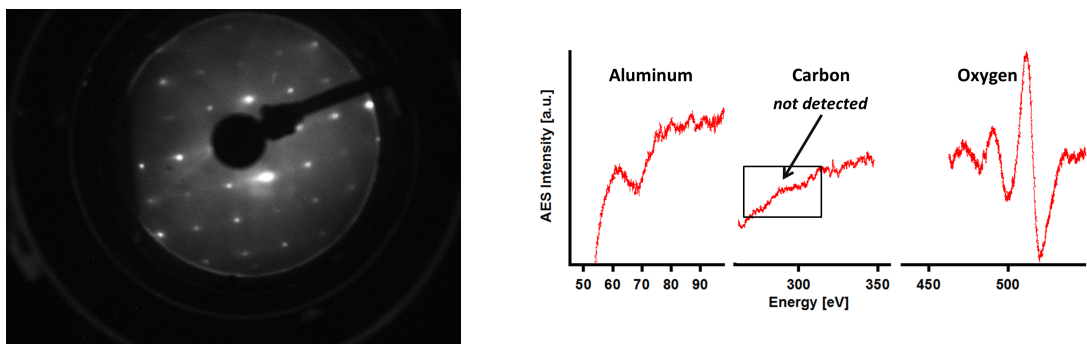 Aluminum
Carbon
Oxygen
not detected
AES Intensity [a.u.]
50 60 70 80 90 300 350 450 500
Energy [eV]